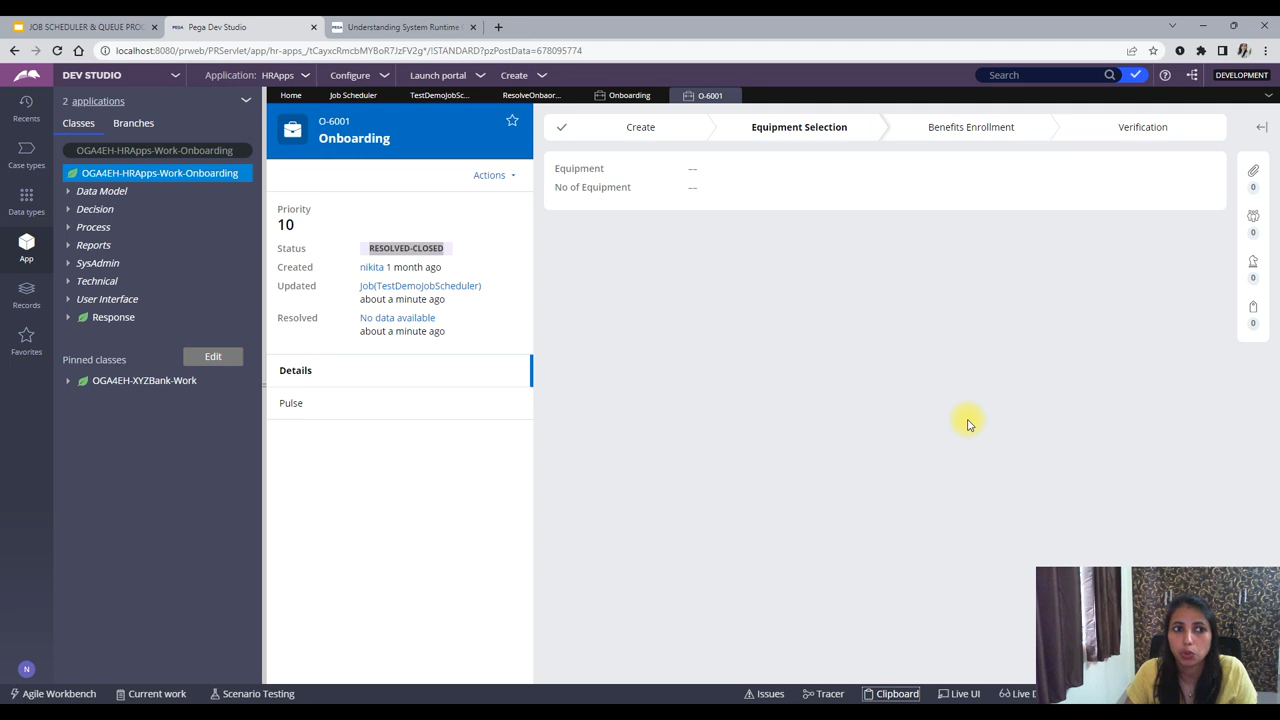 JOB SCHEDULER & QUEUE PRO
Pega Dev Studio
Understanding System Runtime
localhost:8080/prweb/PRServlet/app/hr-apps_/tCayxcRmcbMYBoR7JzFV2g*/!STANDARD?pzPostData=678095774
DEV STUDIO
Application: HRApps
Configure
Launch portal
Create
Search
DEVELOPMENT
2 applications
Classes
Branches
Recents
Case types
Data types
App
Records
Favorites
OGA4EH-HRApps-Work-Onboarding
OGA4EH-HRApps-Work-Onboarding
Data Model
Decision
Process
Reports
SysAdmin
Technical
User Interface
Response
Pinned classes
Edit
OGA4EH-XYZBank-Work
N
Home
Job Scheduler
TestDemoJobSc...
ResolveOnbaor...
Onboarding
O-6001
O-6001
Onboarding
Actions
Priority
10
Status RESOLVED-CLOSED
Created nikita 1 month ago
Updated Job(TestDemoJobScheduler)
about a minute ago
Resolved No data available
about a minute ago
Details
Pulse
Create
Equipment Selection
Benefits Enrollment
Verification
Equipment --
No of Equipment --
0
0
0
0
Agile Workbench
Current work
Scenario Testing
Issues
Tracer
Clipboard
Live UI
Live D